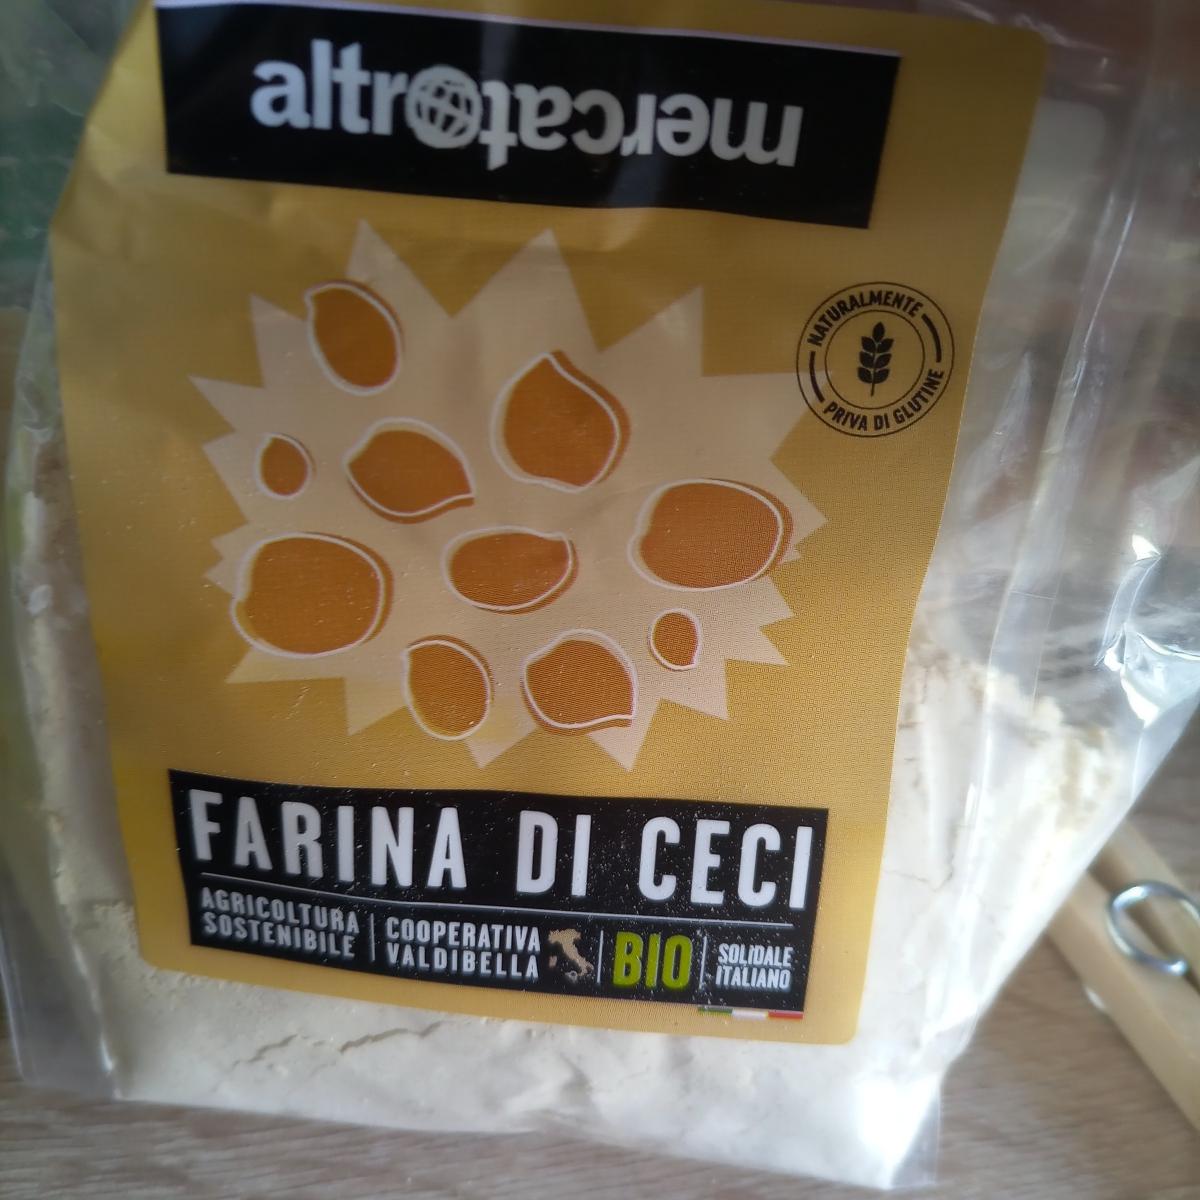 altromercato
NATURALMENTE
PRIVA DI GLUTINE
FARINA DI CECI
AGRICOLTURA
SOSTENIBILE
COOPERATIVA
VALDIBELLA
BIO
SOLIDALE
ITALIANO